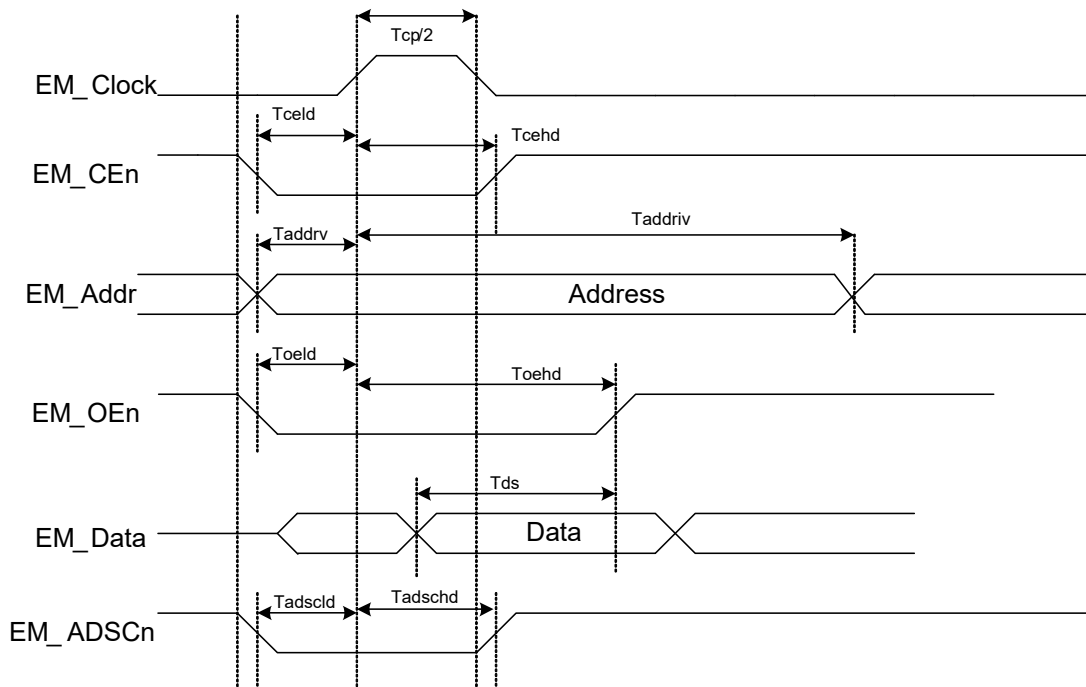 Tcp/2
EM_Clock
Tceld
Tcehd
EM_CEn
Taddrv
Taddriv
EM_Addr
Address
Toeld
Toehd
EM_OEn
Tds
EM_Data
Data
Tadscld
Tadschd
EM_ADSCn